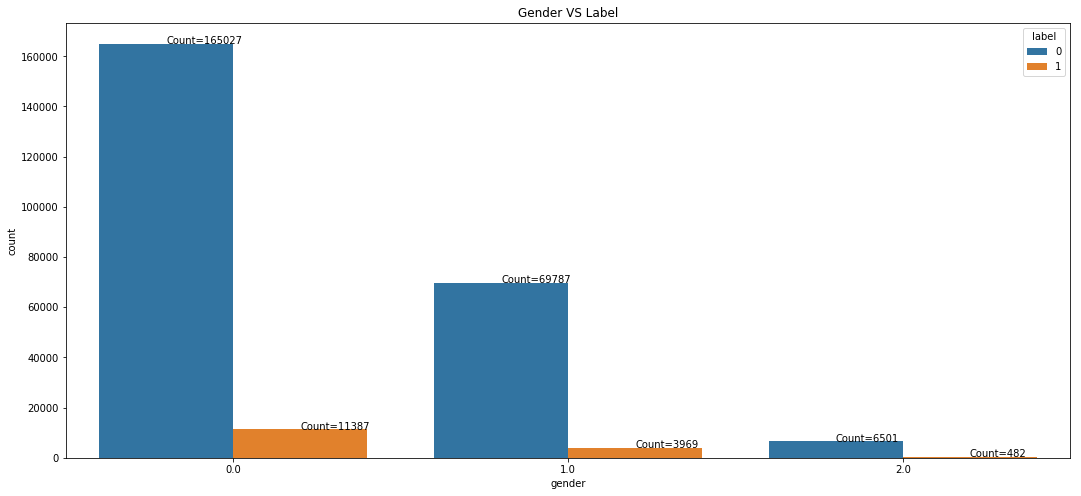 Gender VS Label
label
0
1
160000
140000
120000
100000
80000
60000
40000
20000
0
count
Count=165027
Count=11387
Count=69787
Count=3969
Count=6501
Count=482
0.0
1.0
2.0
gender